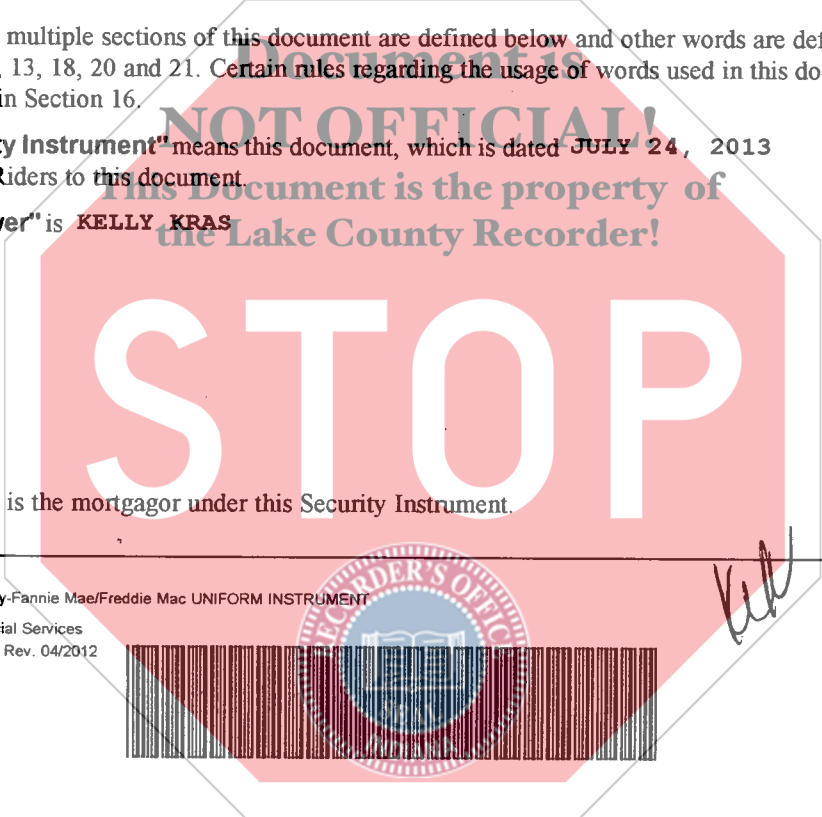 multiple sections of this document are defined below and other words are def
13, 18, 20 and 21. Certain rules regarding the usage of words used in this do
in Section 16.
Document is
NOT OFFICIAL!
This Document is the property of
the Lake County Recorder!
y Instrument" means this document, which is dated JULY 24, 2013
Riders to this document.
er" is KELLY KRAS
STOP
is the mortgagor under this Security Instrument.
y-Fannie Mae/Freddie Mac UNIFORM INSTRUMENT
ial Services
Rev. 04/2012
RECORDER'S OFFICE
SEAL
INDIANA